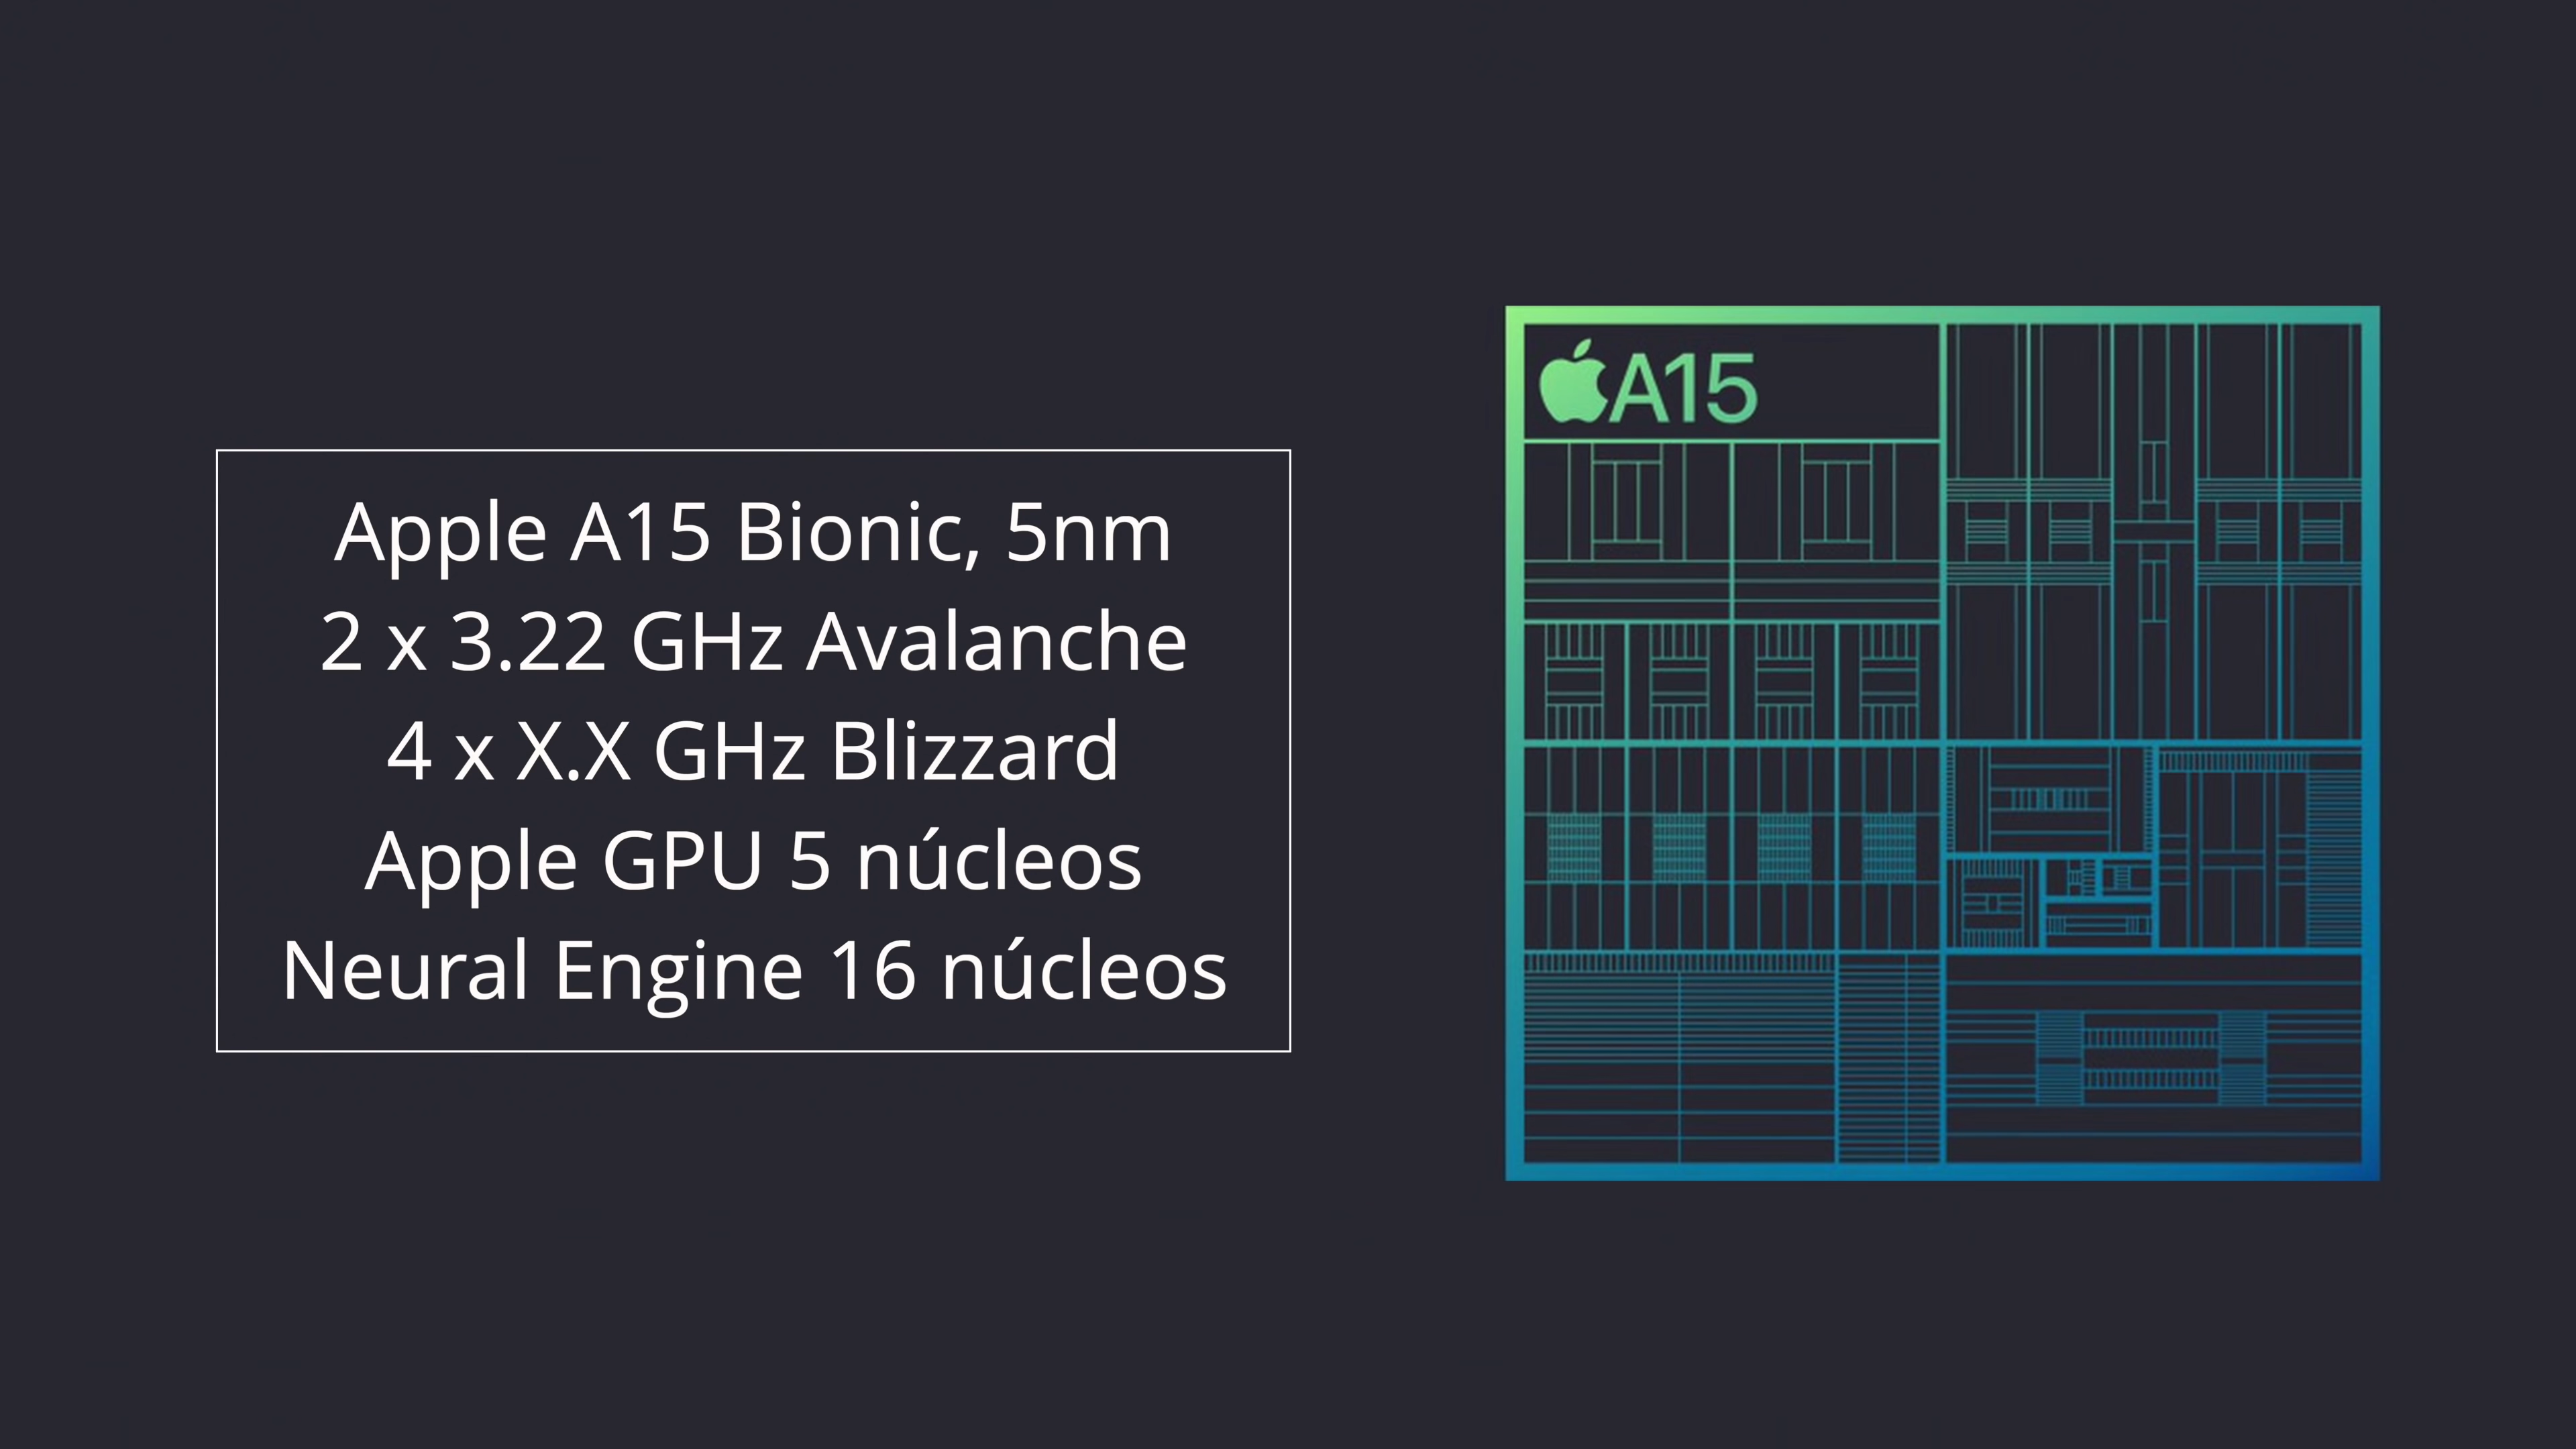 Apple A15 Bionic, 5nm
2 x 3.22 GHz Avalanche
4 x X.X GHz Blizzard
Apple GPU 5 núcleos
Neural Engine 16 núcleos
A15